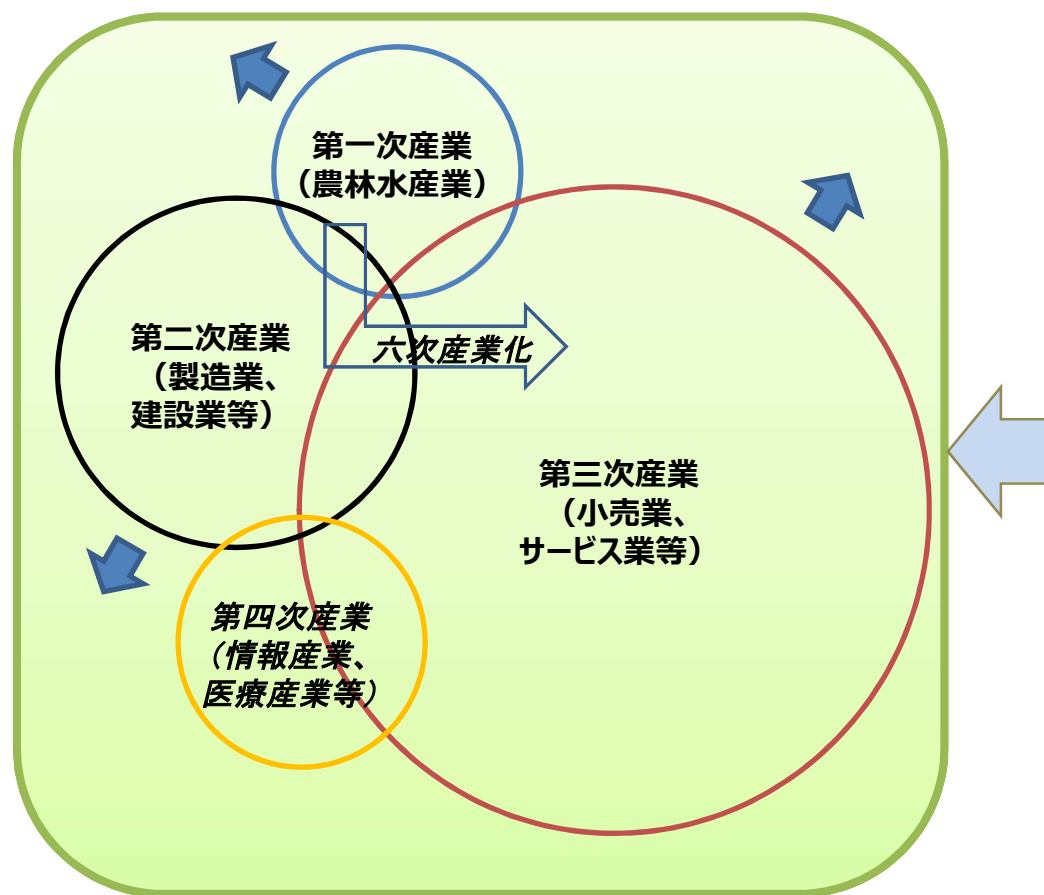 第一次産業
（農林水産業）
第二次産業
（製造業、
建設業等）
六次産業化
第三次産業
（小売業、
サービス業等）
第四次産業
（情報産業、
医療産業等）